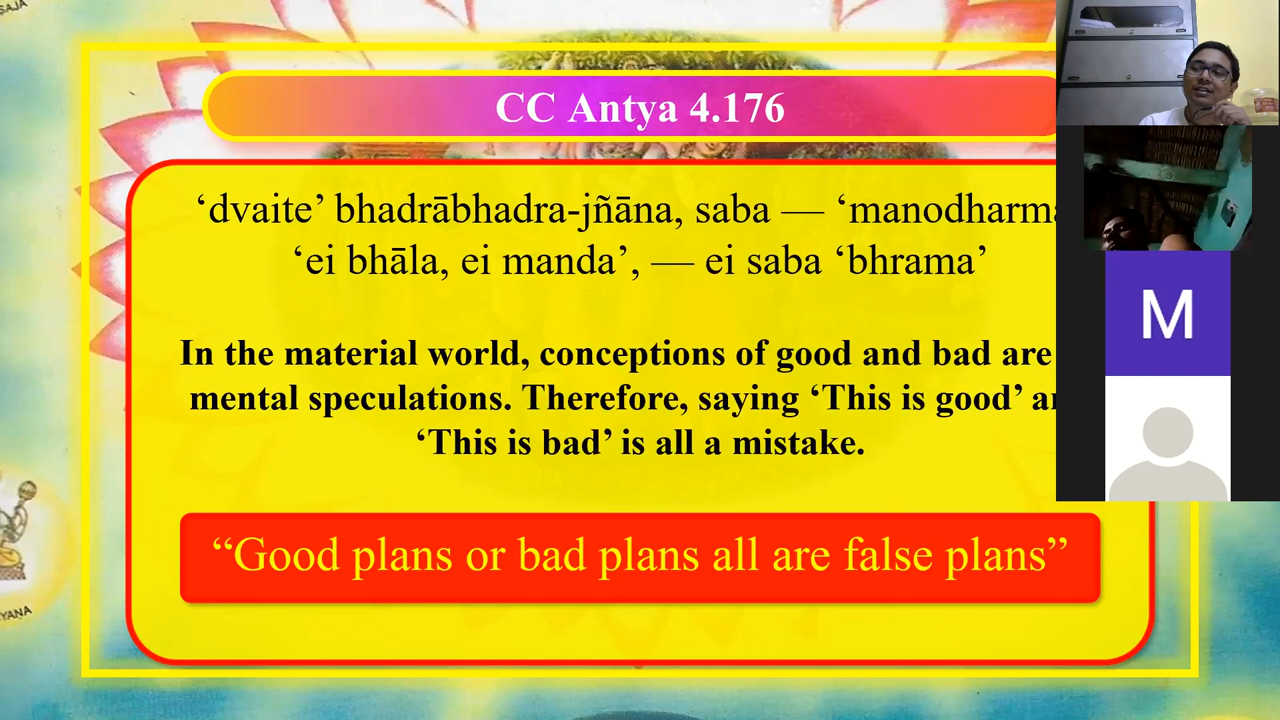 ṢAJA
CC Antya 4.176
‘dvaite’ bhadrābhadra-jñāna, saba — ‘manodharma
‘ei bhāla, ei manda’, — ei saba ‘bhrama’
In the material world, conceptions of good and bad are
mental speculations. Therefore, saying ‘This is good’
‘This is bad’ is all a mistake.
“Good plans or bad plans all are false plans”
M
YANA